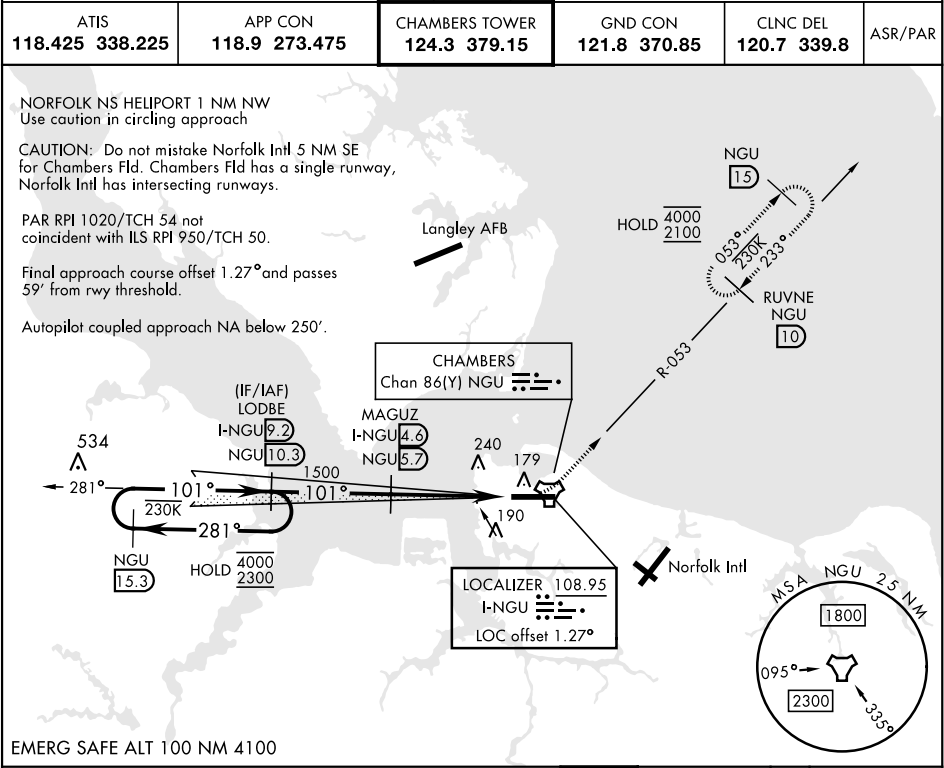 ATIS
118.425 338.225
APP CON
118.9 273.475
CHAMBERS TOWER
124.3 379.15
GND CON
121.8 370.85
CLNC DEL
120.7 339.8
ASR/PAR
NORFOLK NS HELIPORT 1 NM NW
Use caution in circling approach
CAUTION: Do not mistake Norfolk Intl 5 NM SE
for Chambers Fld. Chambers Fld has a single runway,
Norfolk Intl has intersecting runways.
PAR RPI 1020/TCH 54 not
coincident with ILS RPI 950/TCH 50.
Final approach course offset 1.27° and passes
59' from rwy threshold.
Autopilot coupled approach NA below 250'.
Langley AFB
NGU
15
HOLD 4000
2100
053°
230K
233°
RUVNE
NGU
10
R-053
CHAMBERS
Chan 86(Y) NGU
(IF/IAF)
LODBE
I-NGU 9.2
NGU 10.3
MAGUZ
I-NGU 4.6
NGU 5.7
534
240
179
190
1500
281°
101°
101°
230K
281°
NGU
15.3
HOLD 4000
2300
LOCALIZER 108.95
I-NGU
LOC offset 1.27°
Norfolk Intl
MSA NGU 25 NM
1800
095°
2300
335°
EMERG SAFE ALT 100 NM 4100